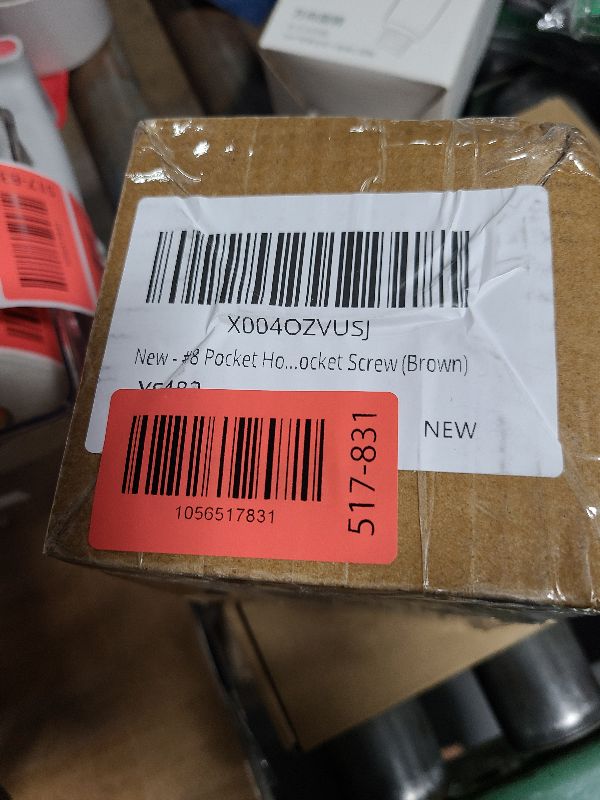 X004OZVUSJ
New - #8 Pocket Ho...ocket Screw (Brown)
NEW
1056517831
517-831